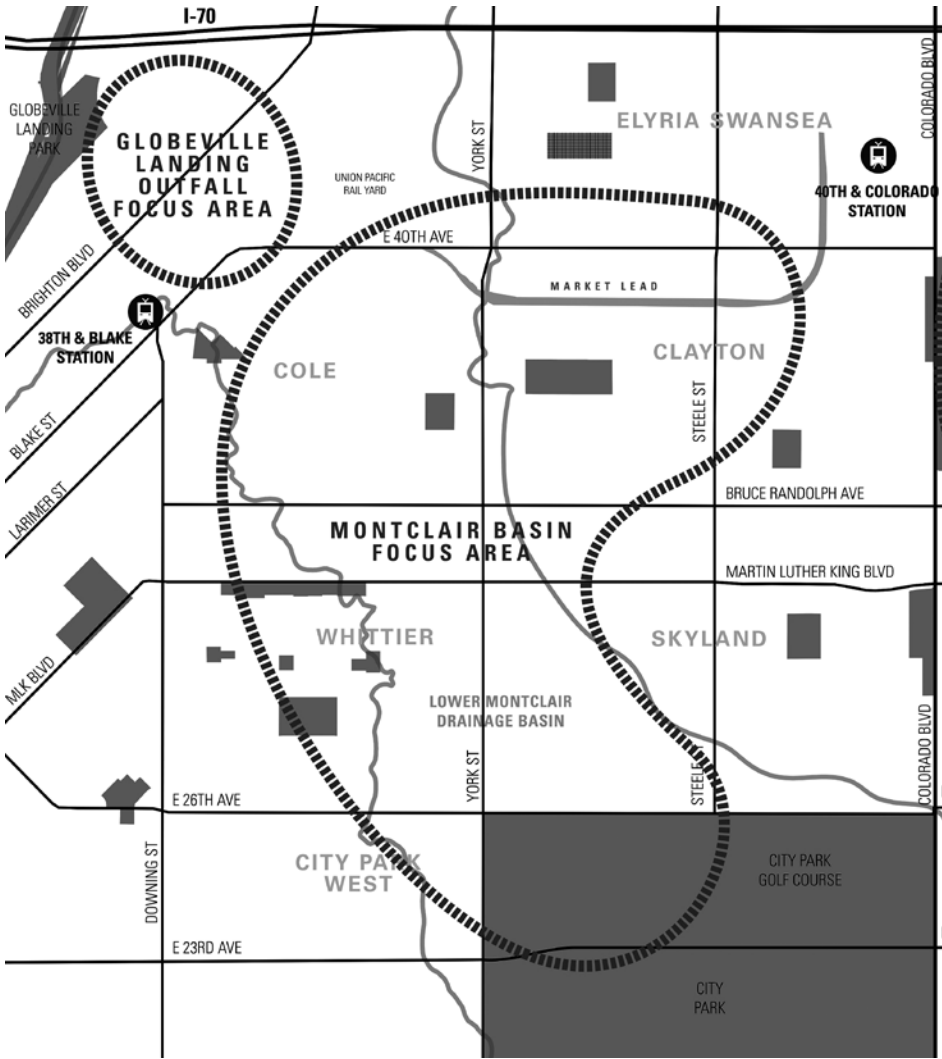 I-70
COLORADO BLVD
GLOBEVILLE
LANDING
PARK
GLOBEVILLE
LANDING
OUTFALL
FOCUS AREA
YORK ST
ELYRIA SWANSEA
UNION PACIFIC
RAIL YARD
40TH & COLORADO
STATION
E 40TH AVE
BRIGHTON BLVD
MARKET LEAD
38TH & BLAKE
STATION
COLE
CLAYTON
STEELE ST
BLAKE ST
LARIMER ST
BRUCE RANDOLPH AVE
MONTCLAIR BASIN
FOCUS AREA
MARTIN LUTHER KING BLVD
WHITTIER
SKYLAND
MLK BLVD
LOWER MONTCLAIR
DRAINAGE BASIN
YORK ST
STEELE ST
COLORADO BLVD
E 26TH AVE
CITY PARK
WEST
CITY PARK
GOLF COURSE
DOWNING ST
E 23RD AVE
CITY
PARK